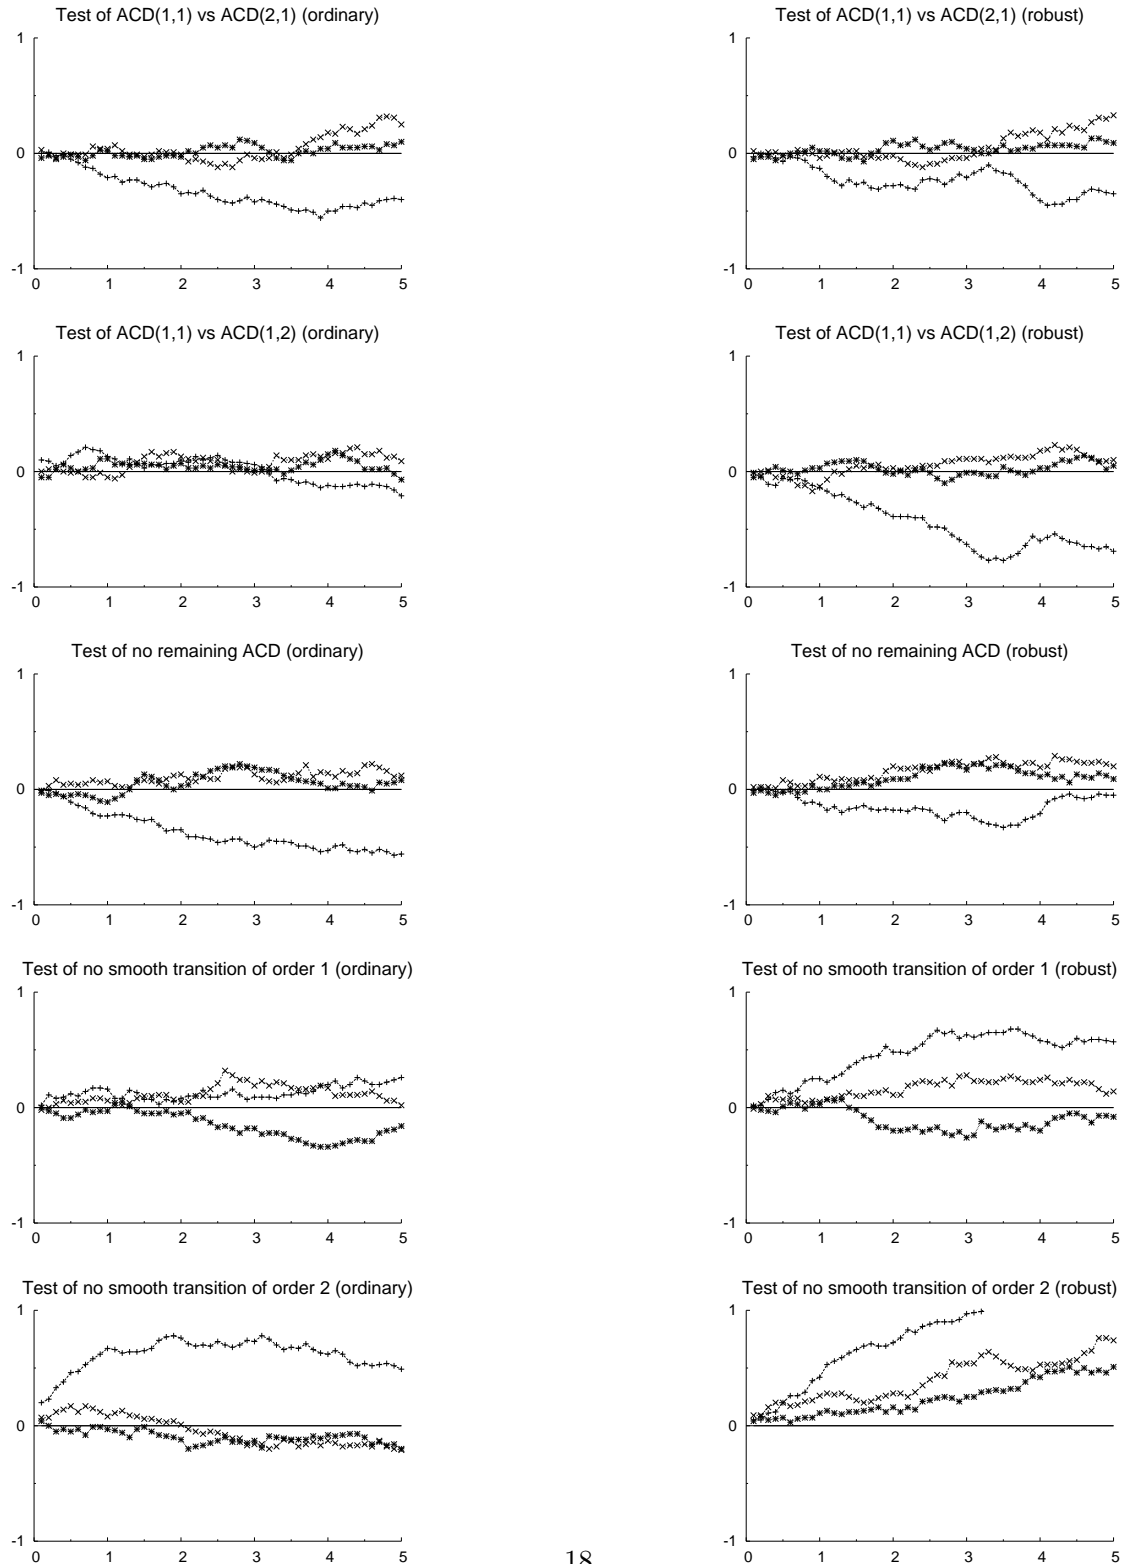 Test of ACD(1,1) vs ACD(2,1) (ordinary)
1
0
-1
0 1 2 3 4 5
Test of ACD(1,1) vs ACD(2,1) (robust)
1
0
-1
0 1 2 3 4 5
Test of ACD(1,1) vs ACD(1,2) (ordinary)
1
0
-1
0 1 2 3 4 5
Test of ACD(1,1) vs ACD(1,2) (robust)
1
0
-1
0 1 2 3 4 5
Test of no remaining ACD (ordinary)
1
0
-1
0 1 2 3 4 5
Test of no remaining ACD (robust)
1
0
-1
0 1 2 3 4 5
Test of no smooth transition of order 1 (ordinary)
1
0
-1
0 1 2 3 4 5
Test of no smooth transition of order 1 (robust)
1
0
-1
0 1 2 3 4 5
Test of no smooth transition of order 2 (ordinary)
1
0
-1
0 1 2 3 4 5
Test of no smooth transition of order 2 (robust)
1
0
-1
0 1 2 3 4 5
18